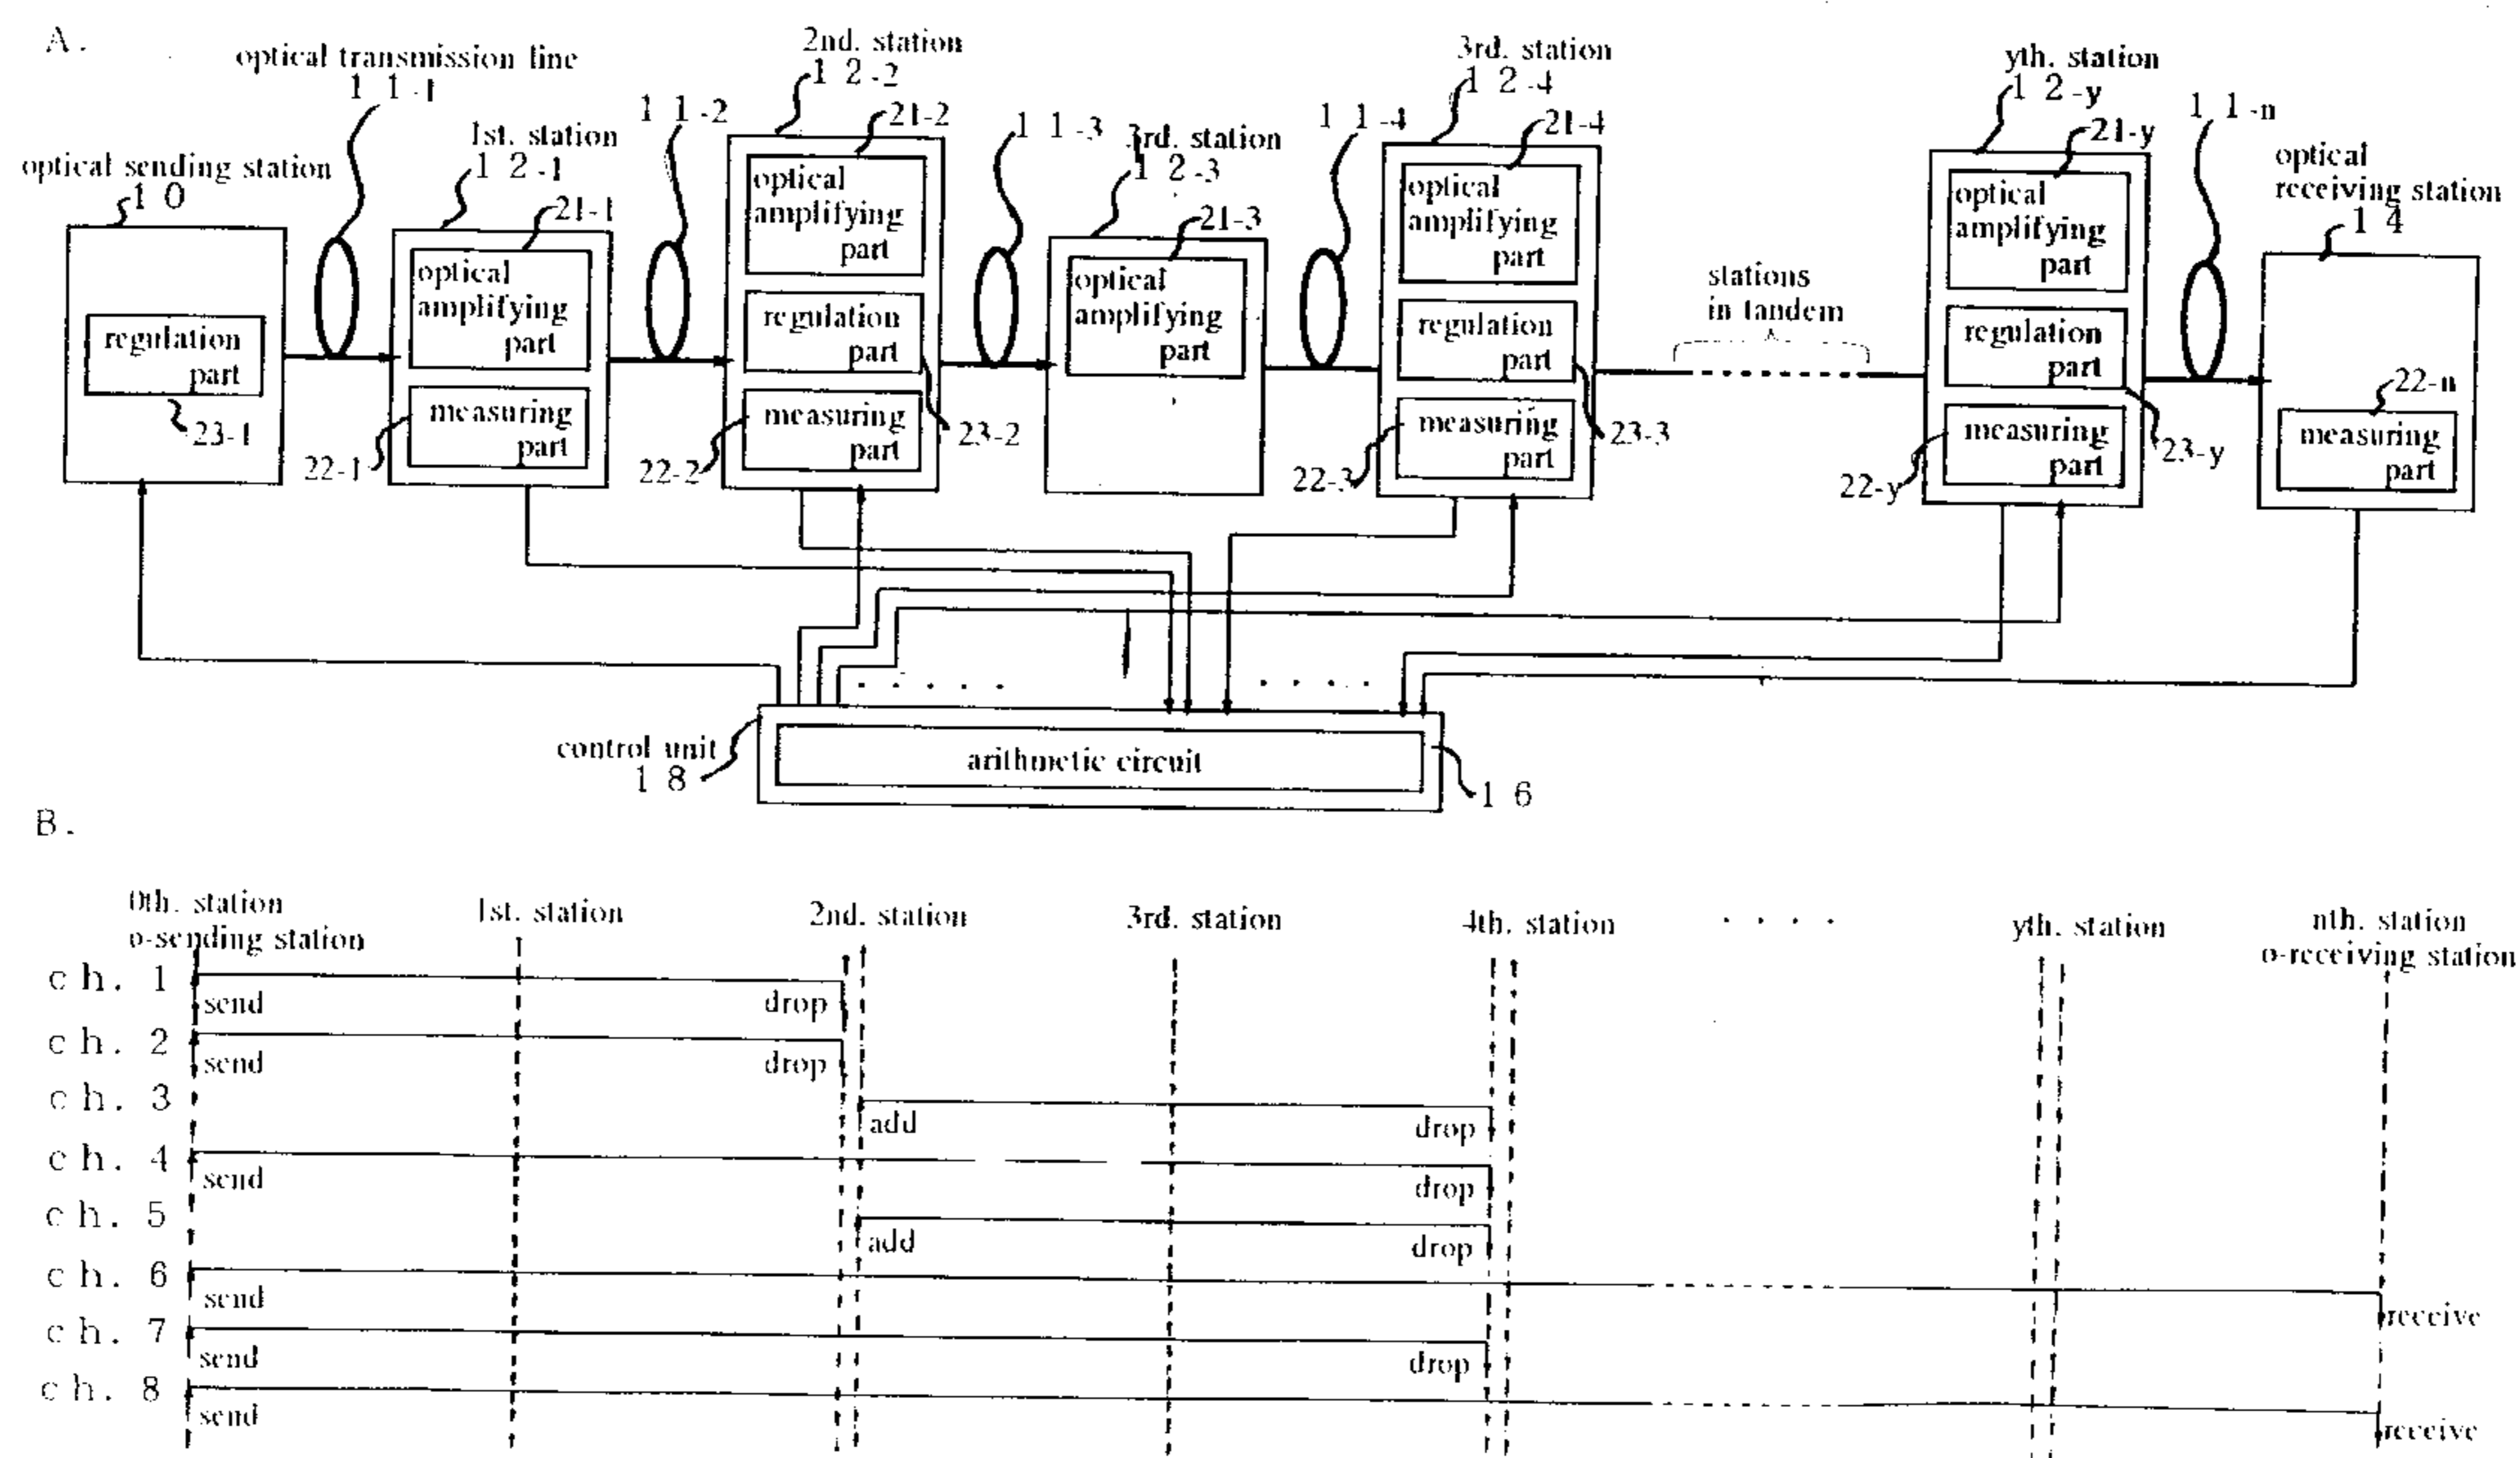 A.
optical transmission line
1 1 -1
2nd. station
1 2 -2
3rd. station
1 2 -4
yth. station
1 2 -y
1 1 -2
21-2
1 1 -3
1 1 -4
21-4
1 1 -n
21-y
1st. station
1 2 -1
3rd. station
1 2 -3
optical sending station
1 0
optical
receiving station
1 4
21-1
21-3
optical
amplifying
part
optical
amplifying
part
optical
amplifying
part
optical
amplifying
part
optical
amplifying
part
stations
in tandem
regulation
part
regulation
part
regulation
part
regulation
part
23-1
measuring
part
measuring
part
measuring
part
measuring
part
measuring
part
22-1
22-2
23-2
22-3
23-3
22-y
23-y
22-n
. . . . .
. . . .
control unit
1 8
arithmetic circuit
1 6
B.
0th. station
o-sending station
1st. station
2nd. station
3rd. station
4th. station
. . . .
yth. station
nth. station
o-receiving station
ch. 1
send
drop
ch. 2
send
drop
ch. 3
add
drop
ch. 4
send
drop
ch. 5
add
drop
ch. 6
send
receive
ch. 7
send
drop
ch. 8
send
receive